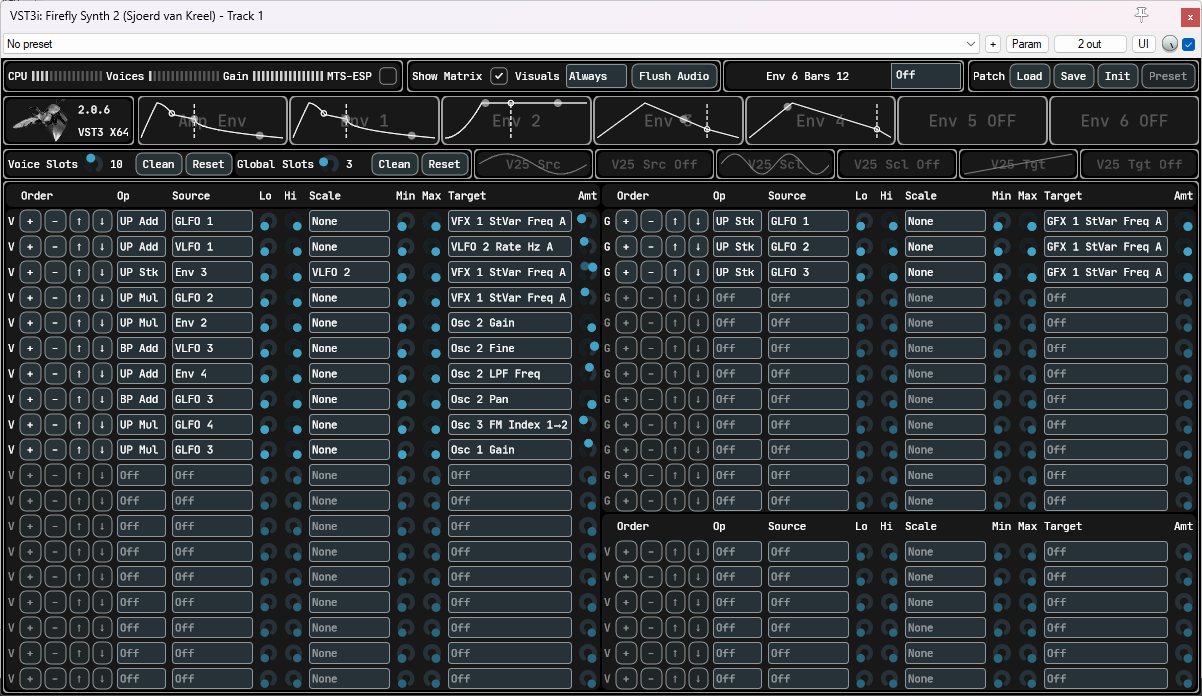 VST3i: Firefly Synth 2 (Sjoerd van Kreel) - Track 1 x
No preset + Param 2 out UI
CPU Voices Gain MTS-ESP Show Matrix Visuals Always Flush Audio Env 6 Bars 12 Off Patch Load Save Init Preset
2.0.6
VST3 X64
Amp Env Env 1 Env 2 Env 3 Env 4 Env 5 OFF Env 6 OFF
Voice Slots 10 Clean Reset Global Slots 3 Clean Reset V25 Src V25 Src Off V25 Scl V25 Scl Off V25 Tgt V25 Tgt Off
Order Op Source Lo Hi Scale Min Max Target Amt Order Op Source Lo Hi Scale Min Max Target Amt
V + - ↑ ↓ UP Add GLFO 1 None VFX 1 StVar Freq A G + - ↑ ↓ UP Stk GLFO 1 None GFX 1 StVar Freq A
V + - ↑ ↓ UP Add VLFO 1 None VLFO 2 Rate Hz A G + - ↑ ↓ UP Stk GLFO 2 None GFX 1 StVar Freq A
V + - ↑ ↓ UP Stk Env 3 VLFO 2 VFX 1 StVar Freq A G + - ↑ ↓ UP Stk GLFO 3 None GFX 1 StVar Freq A
V + - ↑ ↓ UP Mul GLFO 2 None VFX 1 StVar Freq A G + - ↑ ↓ Off Off None Off
V + - ↑ ↓ UP Mul Env 2 None Osc 2 Gain G + - ↑ ↓ Off Off None Off
V + - ↑ ↓ BP Add VLFO 3 None Osc 2 Fine G + - ↑ ↓ Off Off None Off
V + - ↑ ↓ UP Add Env 4 None Osc 2 LPF Freq G + - ↑ ↓ Off Off None Off
V + - ↑ ↓ BP Add GLFO 3 None Osc 2 Pan G + - ↑ ↓ Off Off None Off
V + - ↑ ↓ UP Mul GLFO 4 None Osc 3 FM Index 1→2 G + - ↑ ↓ Off Off None Off
V + - ↑ ↓ UP Mul GLFO 3 None Osc 1 Gain G + - ↑ ↓ Off Off None Off
V + - ↑ ↓ Off Off None Off G + - ↑ ↓ Off Off None Off
V + - ↑ ↓ Off Off None Off G + - ↑ ↓ Off Off None Off
V + - ↑ ↓ Off Off None Off Order Op Source Lo Hi Scale Min Max Target Amt
V + - ↑ ↓ Off Off None Off V + - ↑ ↓ Off Off None Off
V + - ↑ ↓ Off Off None Off V + - ↑ ↓ Off Off None Off
V + - ↑ ↓ Off Off None Off V + - ↑ ↓ Off Off None Off
V + - ↑ ↓ Off Off None Off V + - ↑ ↓ Off Off None Off
V + - ↑ ↓ Off Off None Off V + - ↑ ↓ Off Off None Off
V + - ↑ ↓ Off Off None Off V + - ↑ ↓ Off Off None Off